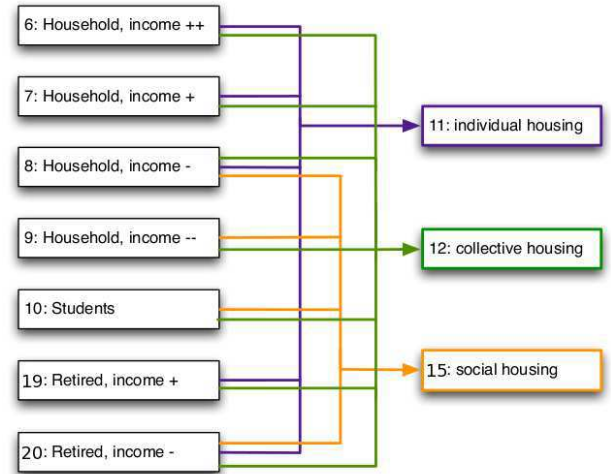 6: Household, income ++
7: Household, income +
11: individual housing
8: Household, income -
9: Household, income --
12: collective housing
10: Students
15: social housing
19: Retired, income +
20: Retired, income -